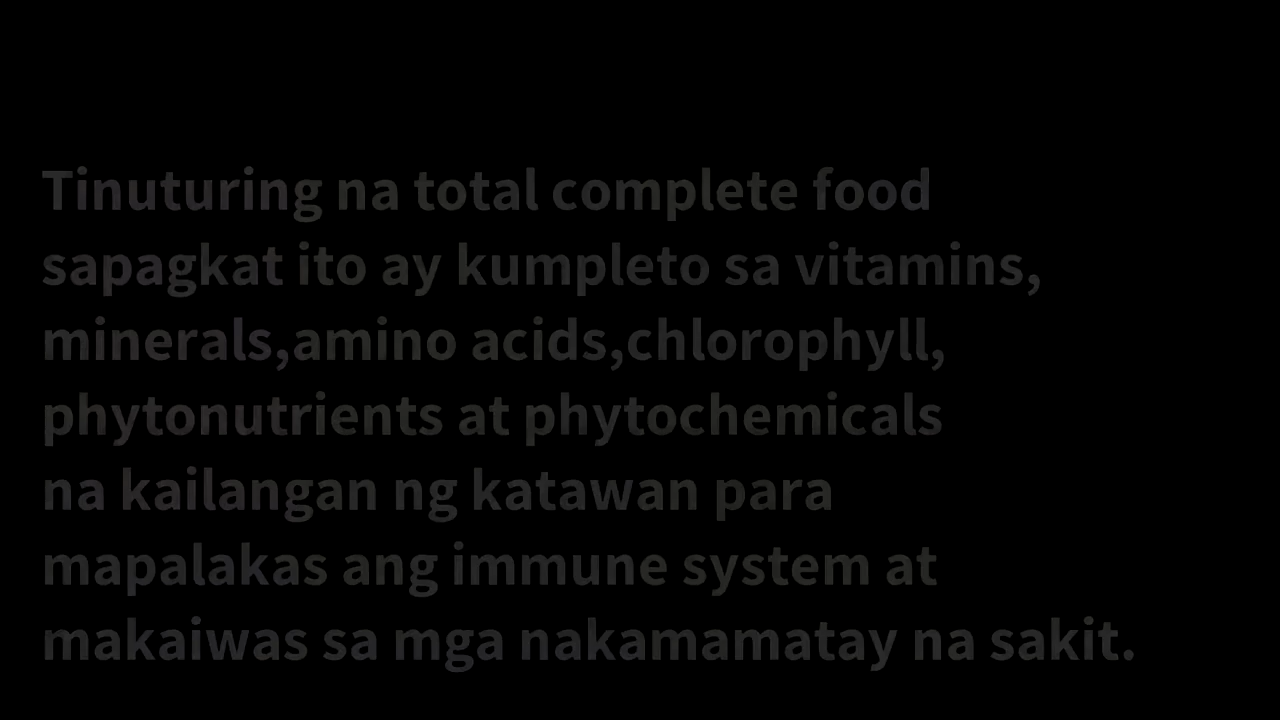 Tinuturing na total complete food
sapagkat ito ay kumpleto sa vitamins,
minerals,amino acids,chlorophyll,
phytonutrients at phytochemicals
na kailangan ng katawan para
mapalakas ang immune system at
makaiwas sa mga nakamamatay na sakit.